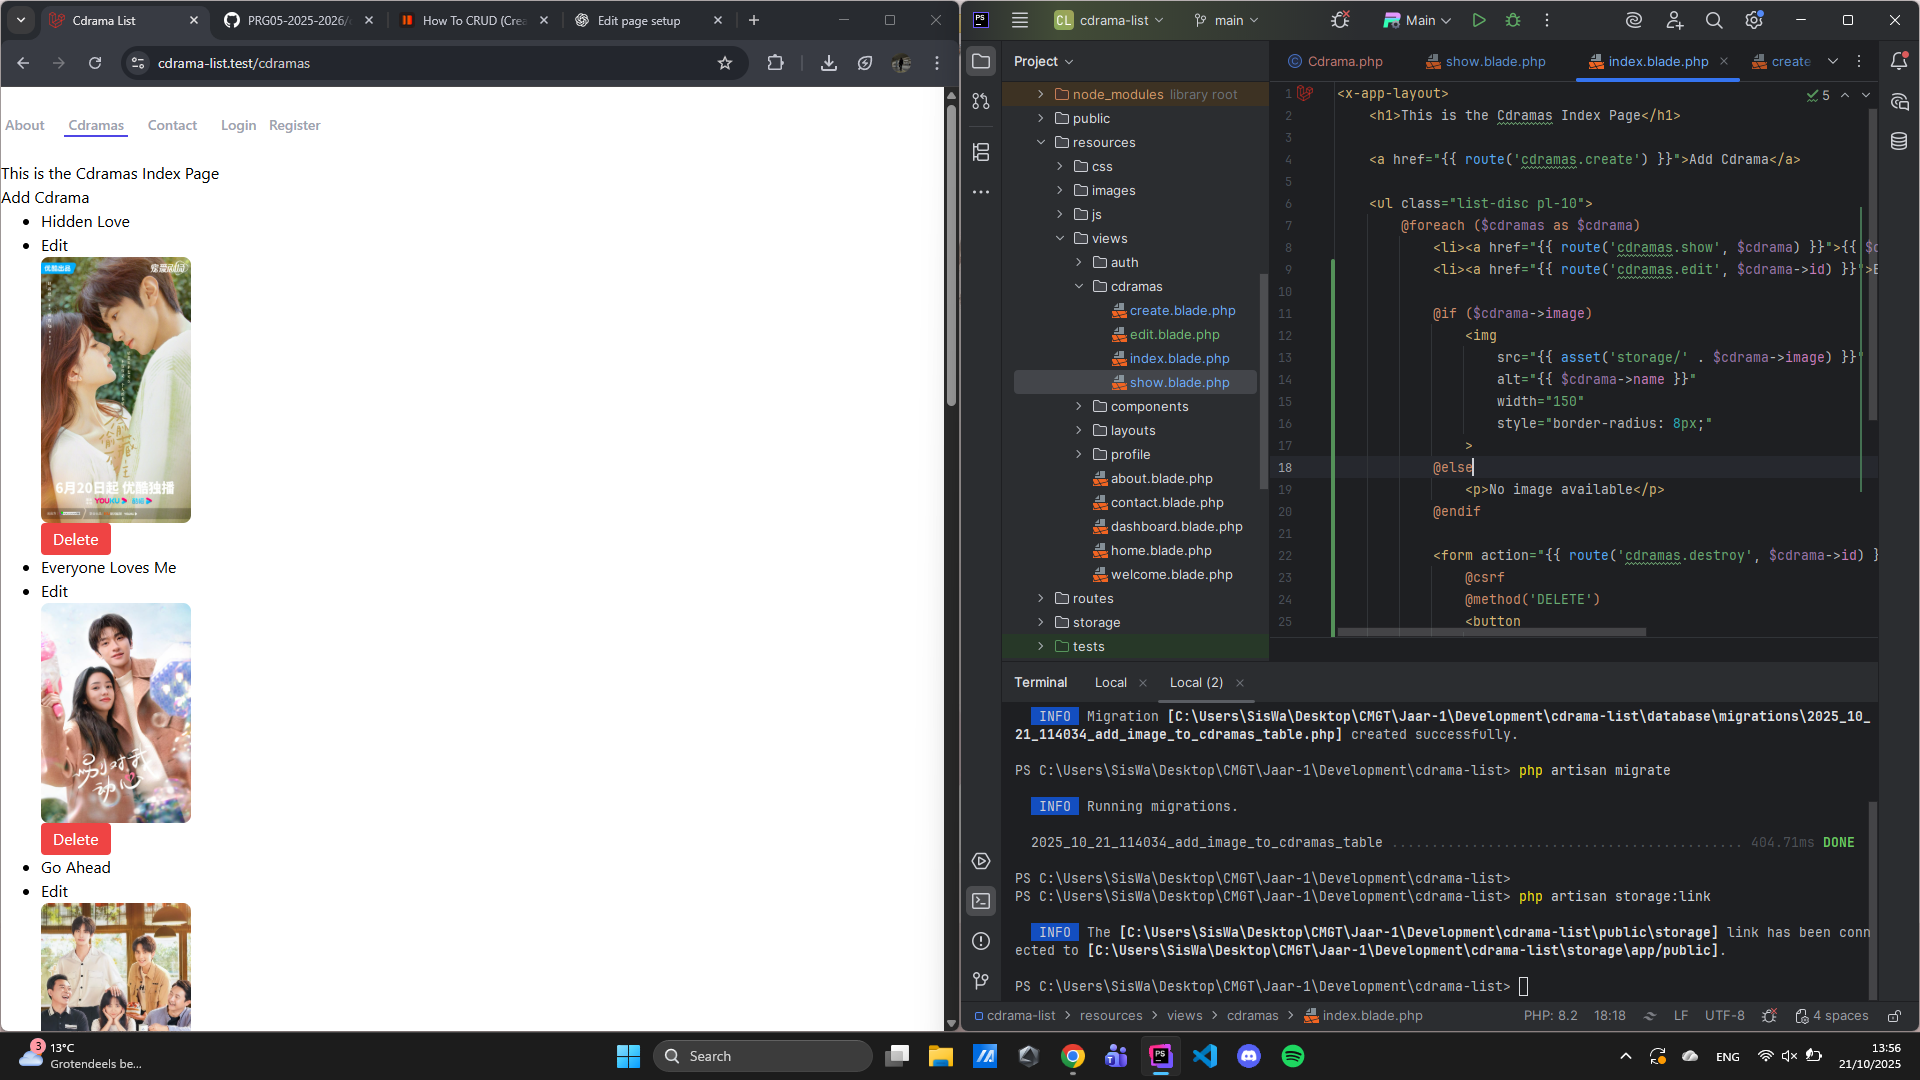 Cdrama List
PRG05-2025-2026/
How To CRUD (Crea
Edit page setup
cdrama-list.test/cdramas
About
Cdramas
Contact
Login
Register
This is the Cdramas Index Page
Add Cdrama
Hidden Love
Edit
6月20日起 优酷独播
YOUKU
Delete
Everyone Loves Me
Edit
别对我
动心
Delete
Go Ahead
Edit
PS
CL cdrama-list
main
Main
Project
Cdrama.php
show.blade.php
index.blade.php
create
node_modules library root
public
resources
css
images
js
views
auth
cdramas
create.blade.php
edit.blade.php
index.blade.php
show.blade.php
components
layouts
profile
about.blade.php
contact.blade.php
dashboard.blade.php
home.blade.php
welcome.blade.php
routes
storage
tests
5
1 <x-app-layout>
2 <h1>This is the Cdramas Index Page</h1>
3
4 <a href="{{ route('cdramas.create') }}">Add Cdrama</a>
5
6 <ul class="list-disc pl-10">
7 @foreach ($cdramas as $cdrama)
8 <li><a href="{{ route('cdramas.show', $cdrama) }}">{{ $c
9 <li><a href="{{ route('cdramas.edit', $cdrama->id) }}">E
10
11 @if ($cdrama->image)
12 <img
13 src="{{ asset('storage/' . $cdrama->image) }}"
14 alt="{{ $cdrama->name }}"
15 width="150"
16 style="border-radius: 8px;"
17 >
18 @else
19 <p>No image available</p>
20 @endif
21
22 <form action="{{ route('cdramas.destroy', $cdrama->id) }
23 @csrf
24 @method('DELETE')
25 <button
Terminal
Local
Local (2)
INFO Migration [C:\Users\SisWa\Desktop\CMGT\Jaar-1\Development\cdrama-list\database\migrations\2025_10_
21_114034_add_image_to_cdramas_table.php] created successfully.
PS C:\Users\SisWa\Desktop\CMGT\Jaar-1\Development\cdrama-list> php artisan migrate
INFO Running migrations.
2025_10_21_114034_add_image_to_cdramas_table ........................................... 404.71ms DONE
PS C:\Users\SisWa\Desktop\CMGT\Jaar-1\Development\cdrama-list>
PS C:\Users\SisWa\Desktop\CMGT\Jaar-1\Development\cdrama-list> php artisan storage:link
INFO The [C:\Users\SisWa\Desktop\CMGT\Jaar-1\Development\cdrama-list\public\storage] link has been conn
ected to [C:\Users\SisWa\Desktop\CMGT\Jaar-1\Development\cdrama-list\storage\app/public].
PS C:\Users\SisWa\Desktop\CMGT\Jaar-1\Development\cdrama-list>
cdrama-list > resources > views > cdramas > index.blade.php
PHP: 8.2
18:18
LF
UTF-8
4 spaces
3
13°C
Grotendeels be...
Search
PS
ENG
13:56
21/10/2025